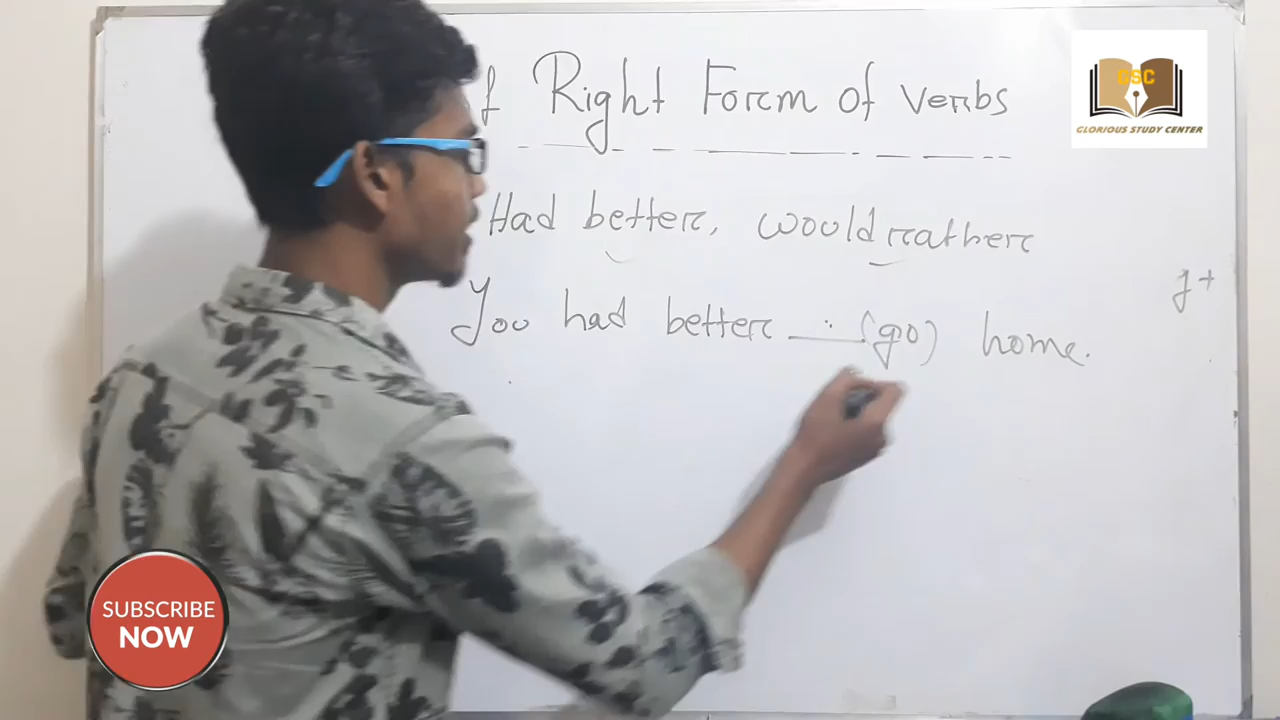 f Right Form of verbs
GSC
GLORIOUS STUDY CENTER
Had better, would rather
You had better ___ (go) home.
SUBSCRIBE
NOW